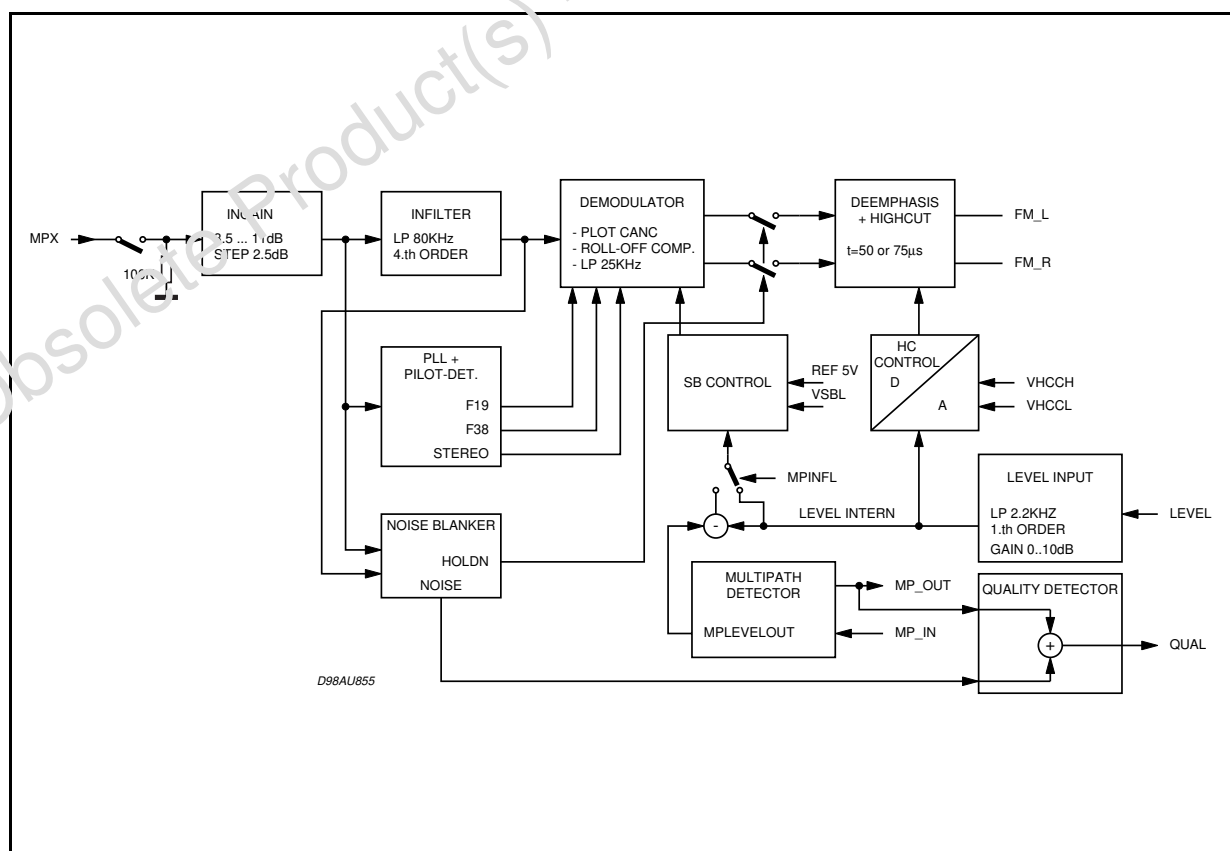 Obsolete Product(s)
MPX
100K
INGAIN
3.5 ... 11dB
STEP 2.5dB
INFILTER
LP 80KHz
4.th ORDER
DEMODULATOR
- PLOT CANC
- ROLL-OFF COMP.
- LP 25KHz
DEEMPHASIS
+ HIGHCUT
t=50 or 75µs
FM_L
FM_R
PLL +
PILOT-DET.
F19
F38
STEREO
SB CONTROL
REF 5V
VSBL
HC
CONTROL
D
A
VHCCH
VHCCL
MPINFL
LEVEL INTERN
-
LEVEL INPUT
LP 2.2KHZ
1.th ORDER
GAIN 0..10dB
LEVEL
NOISE BLANKER
HOLDN
NOISE
MULTIPATH
DETECTOR
MPLEVELOUT
MP_OUT
MP_IN
QUALITY DETECTOR
+
QUAL
D98AU855